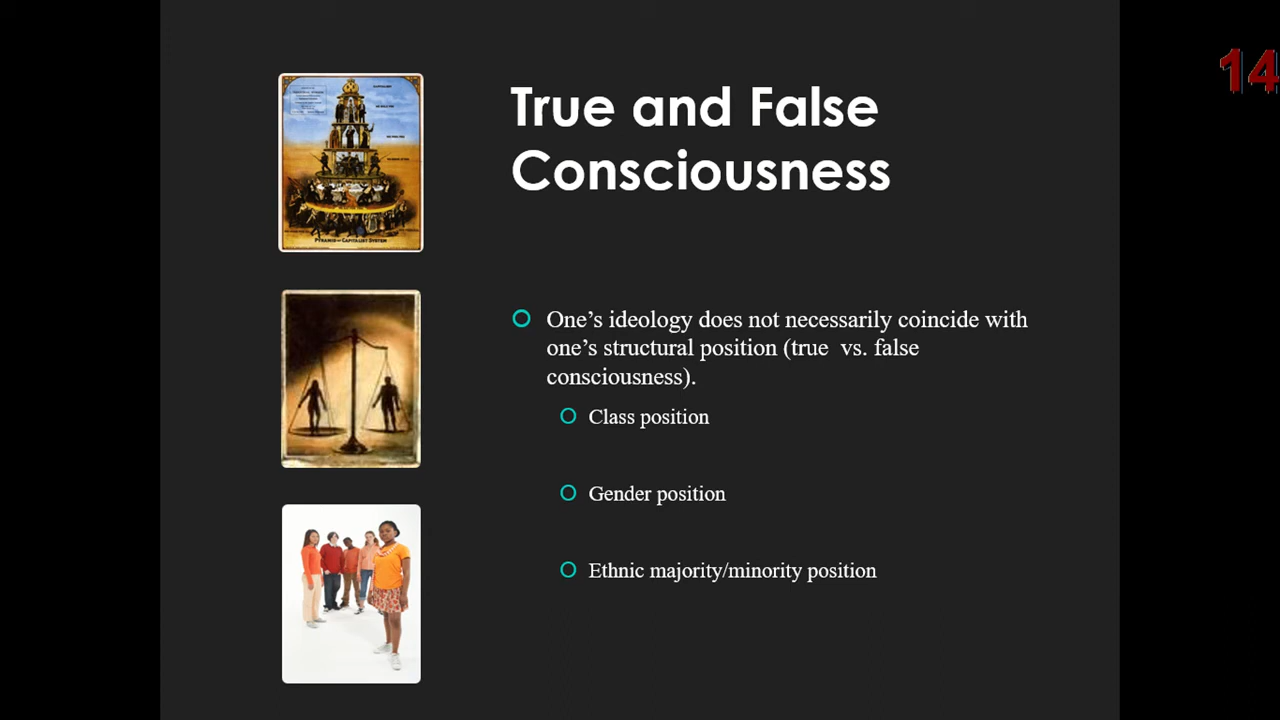 14
True and False
Consciousness
PYRAMID OF CAPITALIST SYSTEM
One’s ideology does not necessarily coincide with
one’s structural position (true vs. false
consciousness).
Class position
Gender position
Ethnic majority/minority position